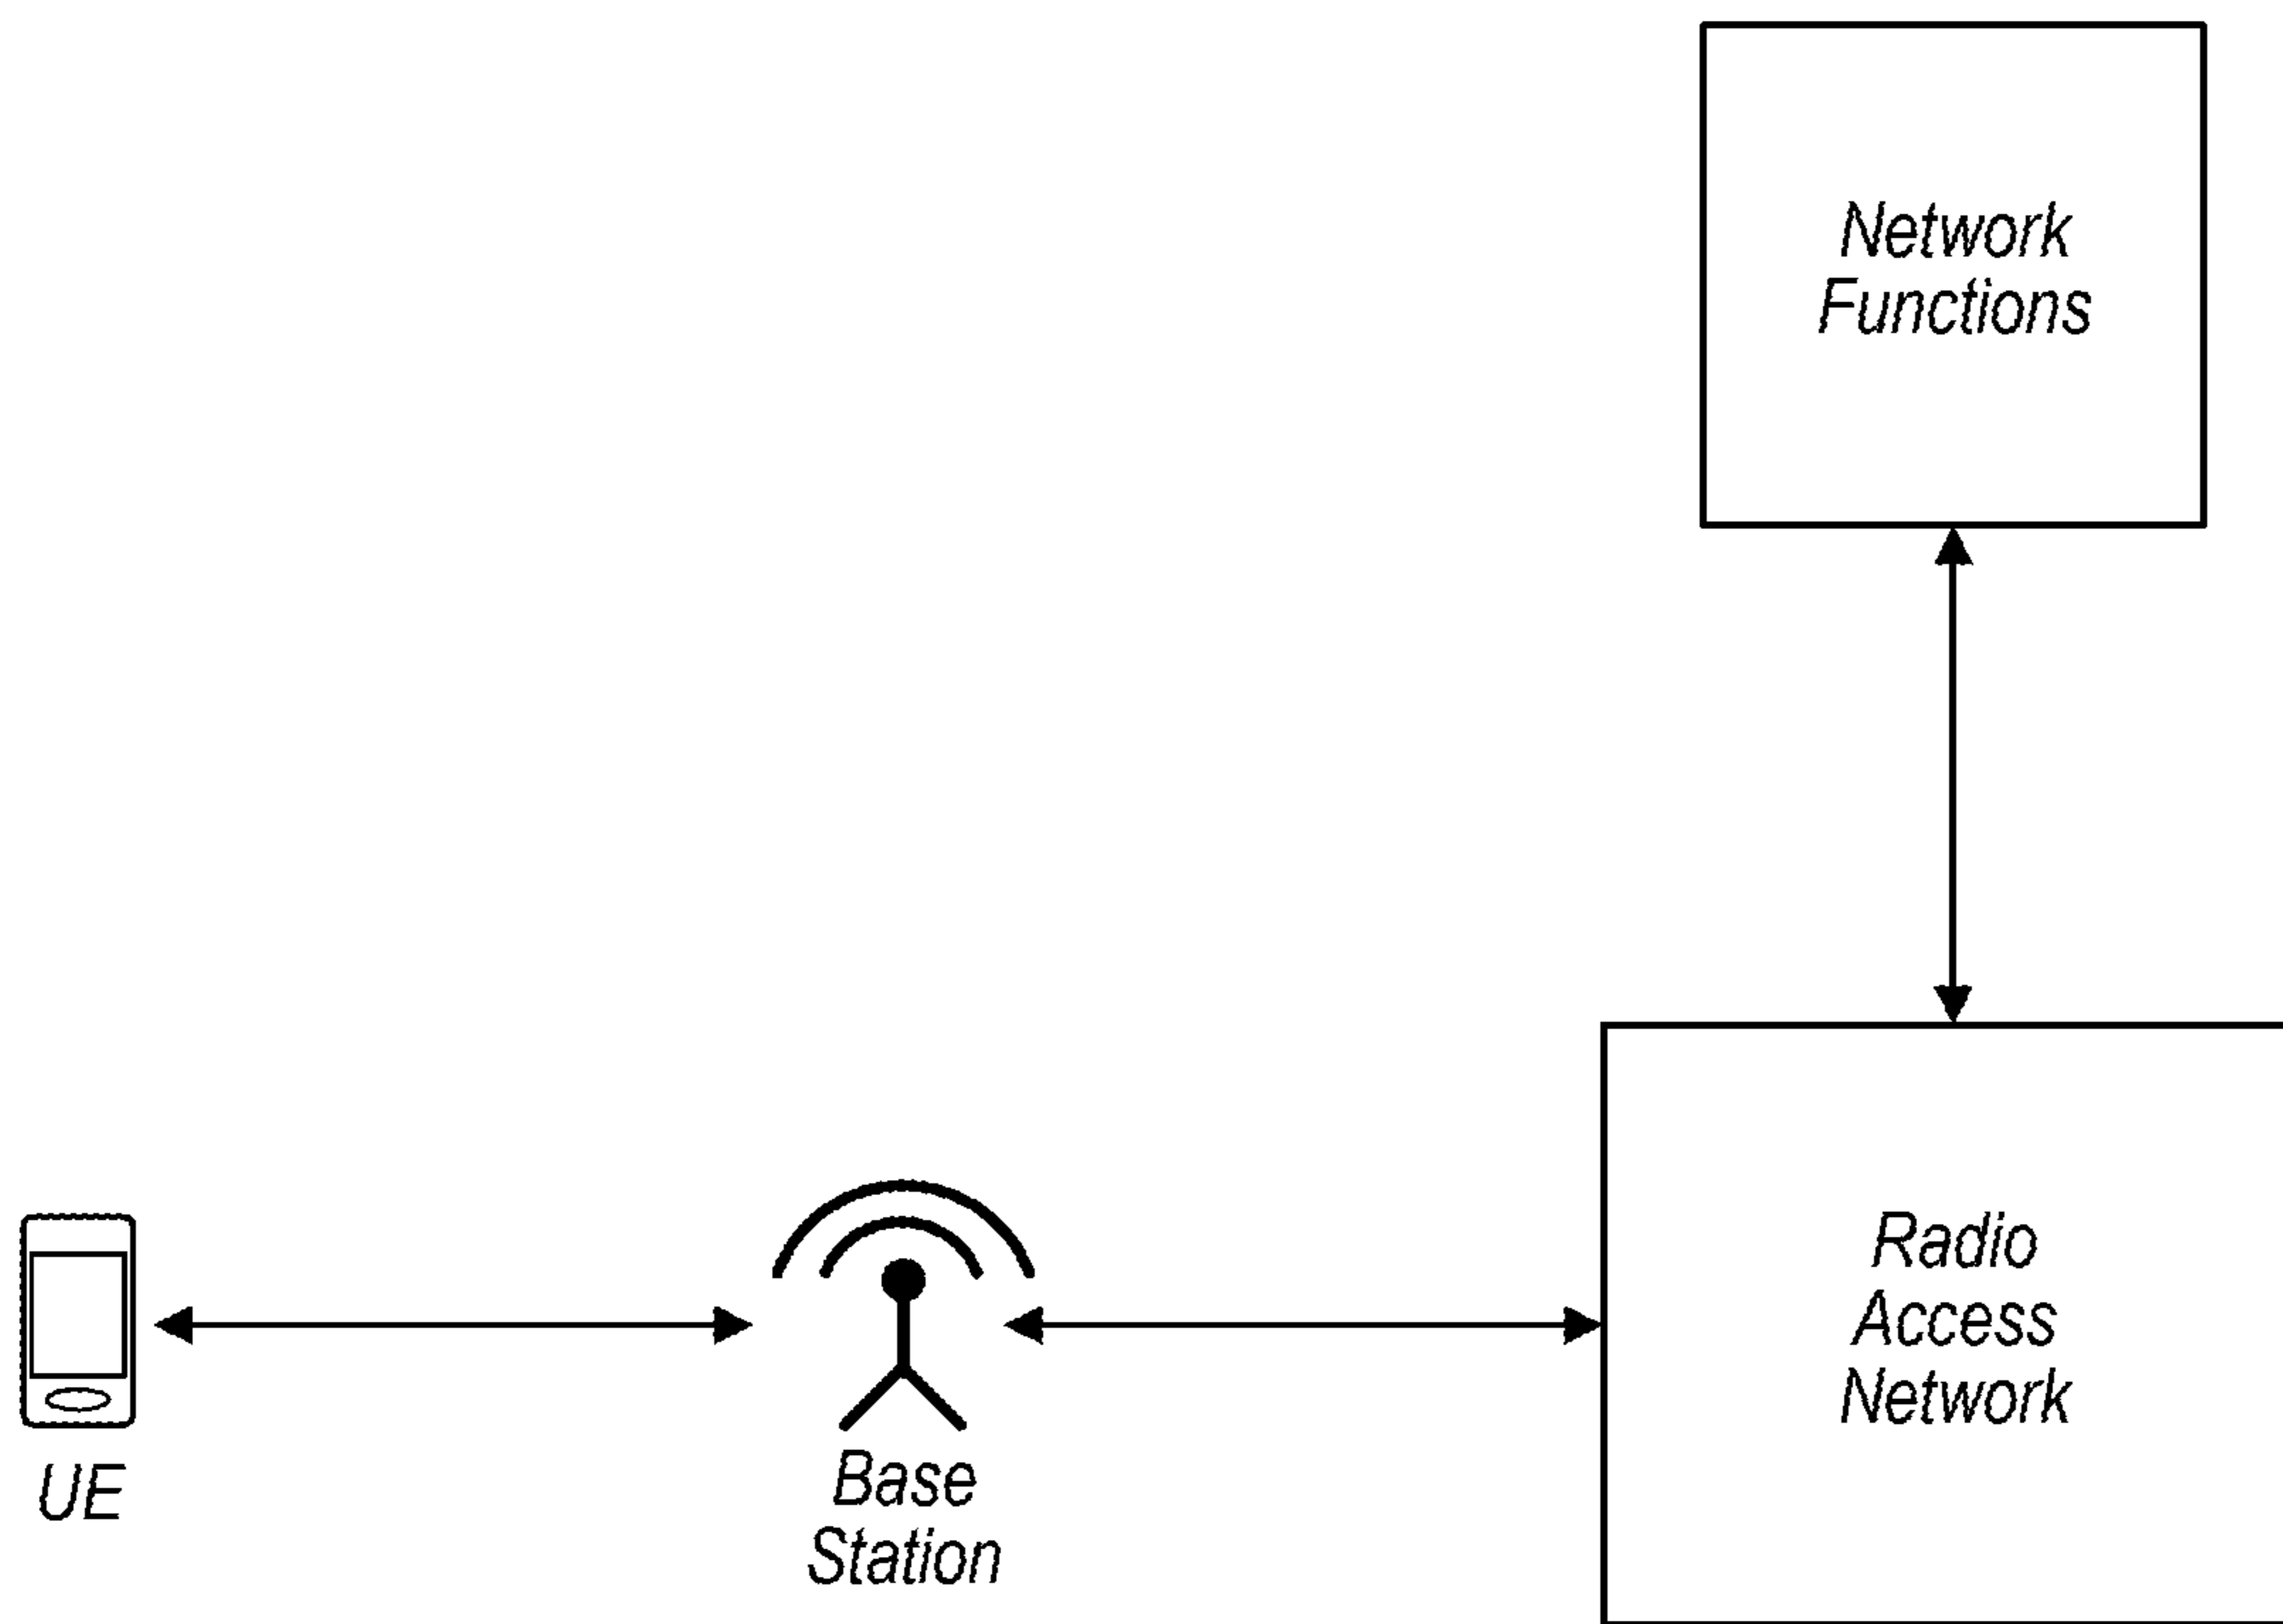 Network
Functions
Radio
Access
Network
UE
Base
Station